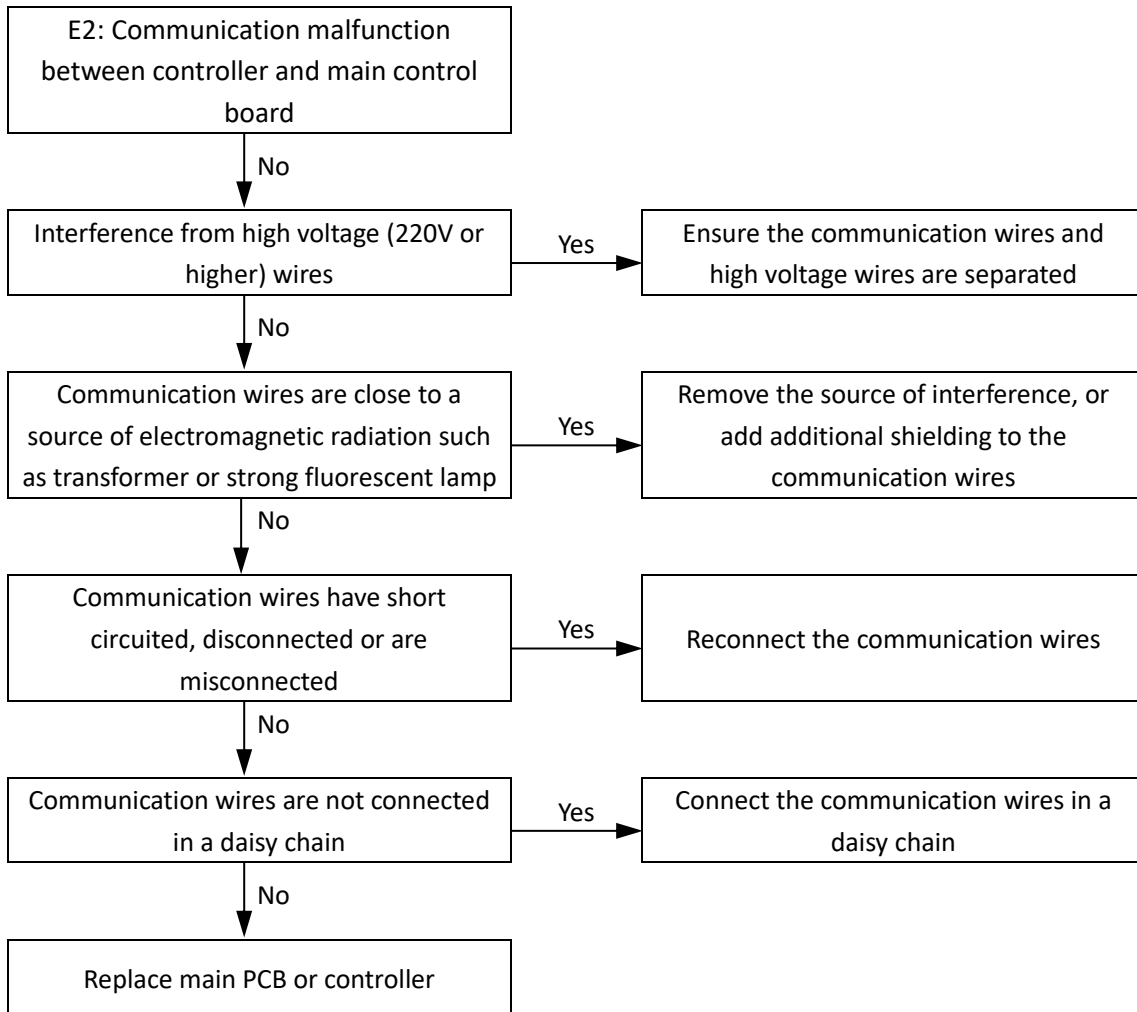 E2: Communication malfunction
between controller and main control
board
No
Interference from high voltage (220V or
higher) wires
Yes
Ensure the communication wires and
high voltage wires are separated
No
Communication wires are close to a
source of electromagnetic radiation such
as transformer or strong fluorescent lamp
Yes
Remove the source of interference, or
add additional shielding to the
communication wires
No
Communication wires have short
circuited, disconnected or are
misconnected
Yes
Reconnect the communication wires
No
Communication wires are not connected
in a daisy chain
Yes
Connect the communication wires in a
daisy chain
No
Replace main PCB or controller